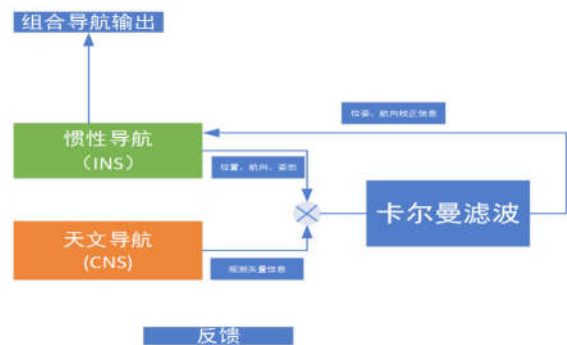 组合导航输出
位姿、航向校正信息
惯性导航
（INS）
位置、航向、姿态
卡尔曼滤波
天文导航
(CNS)
观测矢量信息
反馈